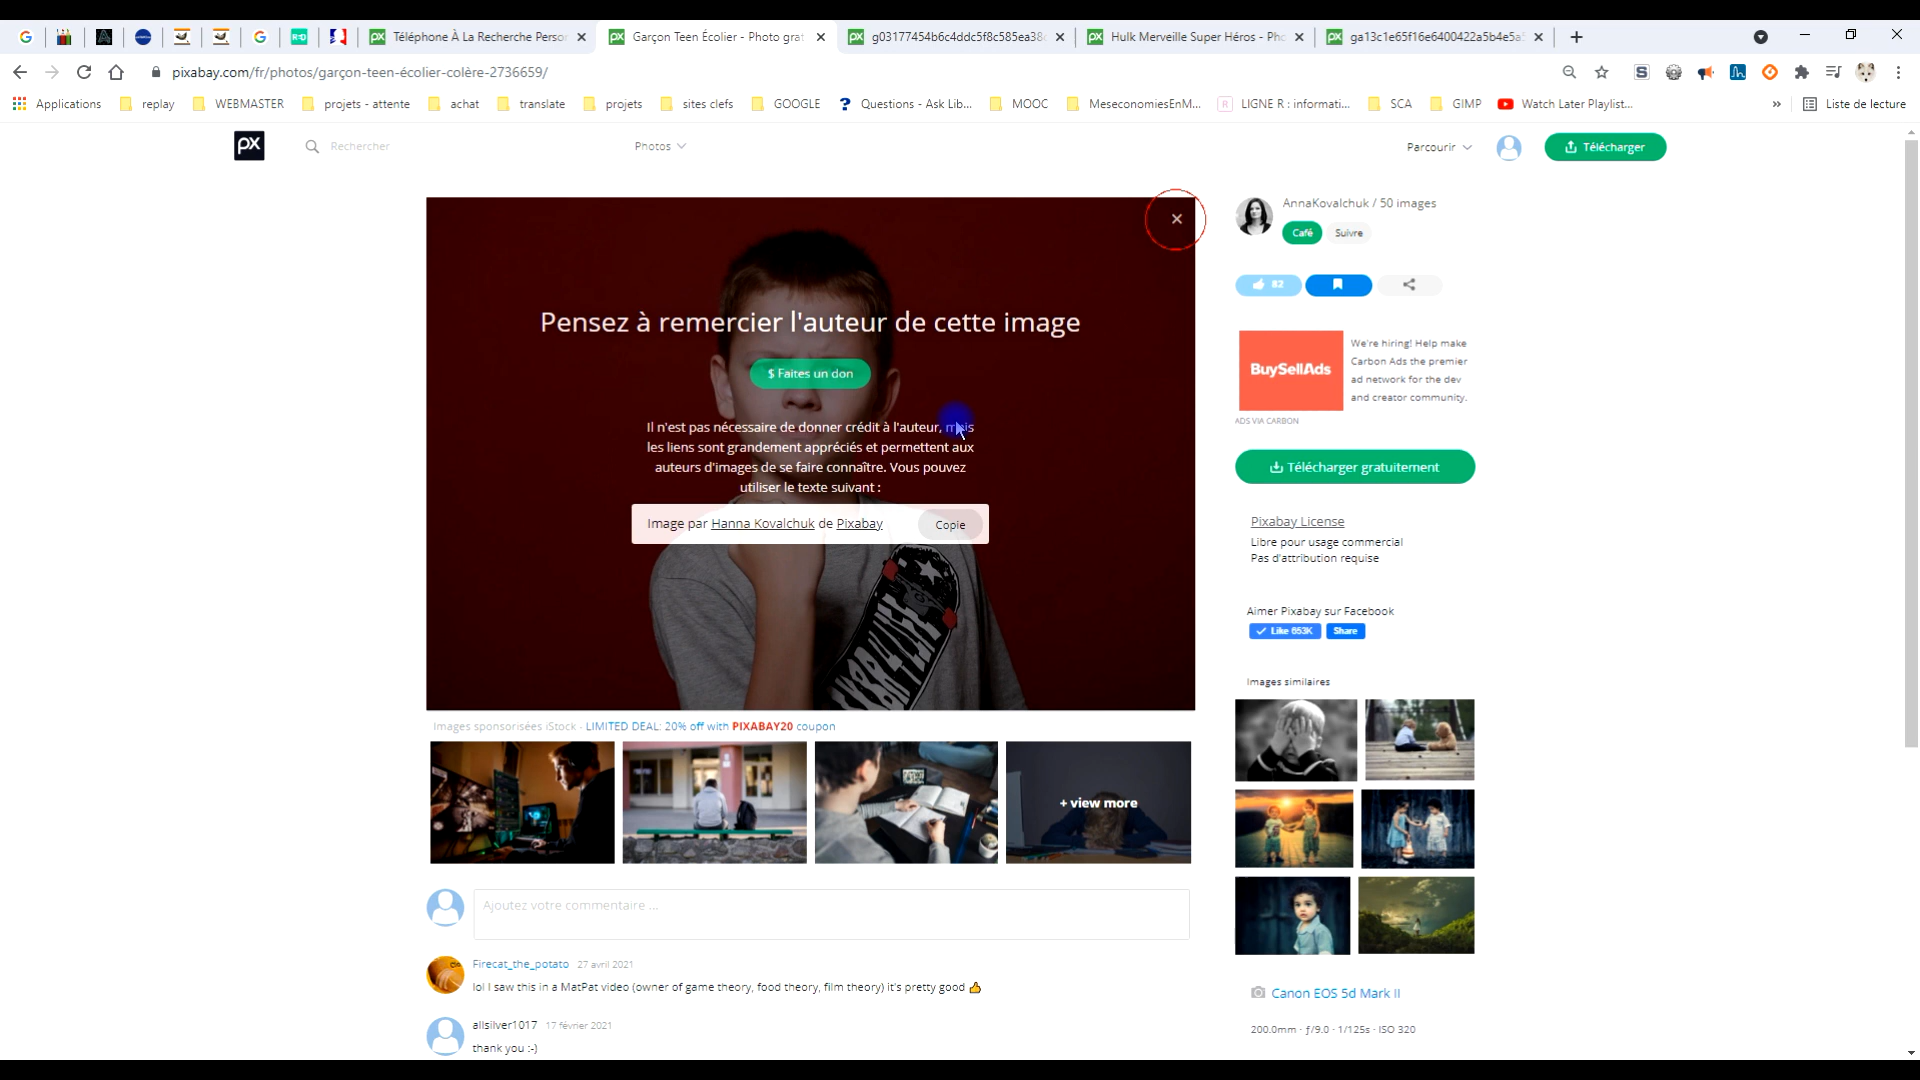 Téléphone À La Recherche Person
Garçon Teen Écolier - Photo grat
g03177454b6c4ddc5f8c585ea38
Hulk Merveille Super Héros - Pho
ga13c1e65f16e6400422a5b4e5a
pixabay.com/fr/photos/garçon-teen-écolier-colère-2736659/
Applications replay WEBMASTER projets - attente achat translate projets sites clefs GOOGLE Questions - Ask Lib... MOOC MeseconomiesEnM... LIGNE R : informati... SCA GIMP Watch Later Playlist... » Liste de lecture
px Rechercher Photos Parcourir Télécharger
AnnaKovalchuk / 50 images
Café Suivre
82
Pensez à remercier l'auteur de cette image
$ Faites un don
Il n'est pas nécessaire de donner crédit à l'auteur, mais
les liens sont grandement appréciés et permettent aux
auteurs d'images de se faire connaître. Vous pouvez
utiliser le texte suivant :
Image par Hanna Kovalchuk de Pixabay Copie
BuySellAds
We're hiring! Help make
Carbon Ads the premier
ad network for the dev
and creator community.
ADS VIA CARBON
Télécharger gratuitement
Pixabay License
Libre pour usage commercial
Pas d'attribution requise
Aimer Pixabay sur Facebook
Like 653K Share
Images similaires
Images sponsorisées iStock - LIMITED DEAL: 20% off with PIXABAY20 coupon
+ view more
Ajoutez votre commentaire ...
Firecat_the_potato 27 avril 2021
lol I saw this in a MatPat video (owner of game theory, food theory, film theory) it's pretty good 👍
allsilver1017 17 février 2021
thank you :-)
Canon EOS 5d Mark II
200.0mm · ƒ/9.0 · 1/125s · ISO 320